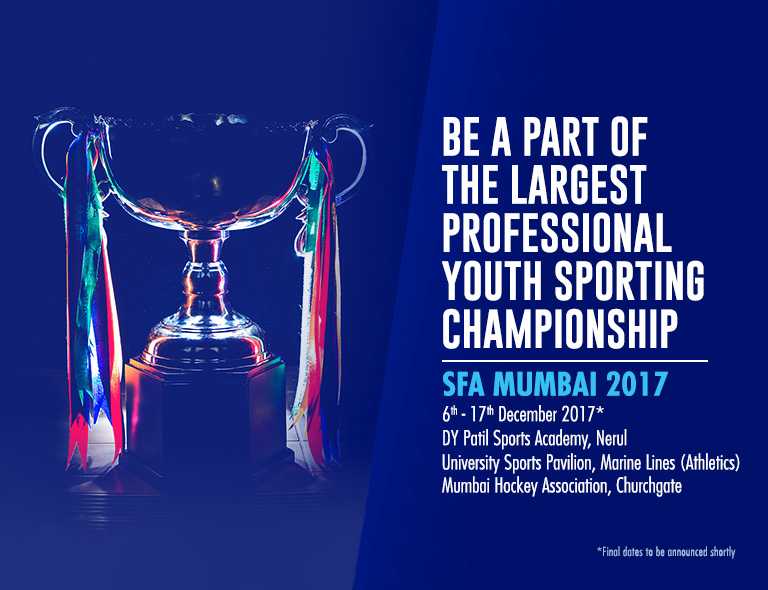 BE A PART OF
THE LARGEST
PROFESSIONAL
YOUTH SPORTING
CHAMPIONSHIP
SFA MUMBAI 2017
6th - 17th December 2017*
DY Patil Sports Academy, Nerul
University Sports Pavilion, Marine Lines (Athletics)
Mumbai Hockey Association, Churchgate
*Final dates to be announced shortly